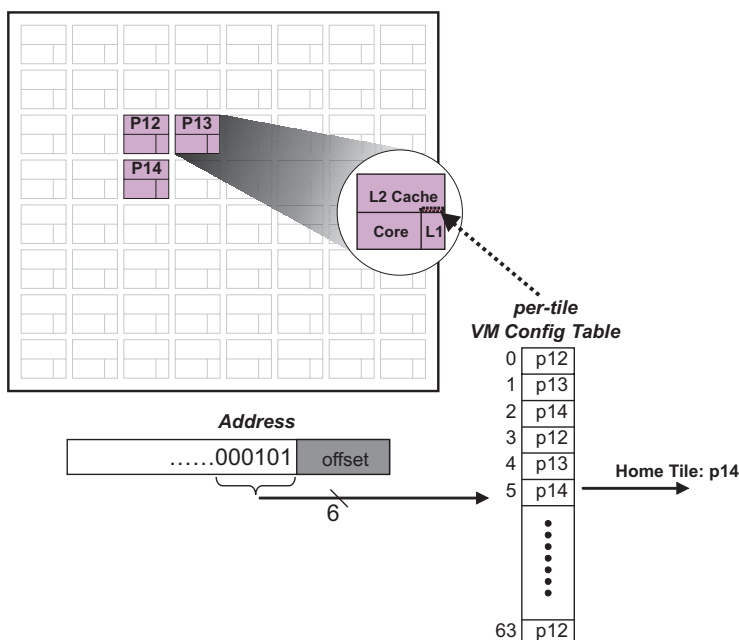 P12 P13
P14
L2 Cache
Core L1
per-tile
VM Config Table
0 p12
1 p13
2 p14
3 p12
4 p13
5 p14
63 p12
Address
......000101 offset
6
Home Tile: p14